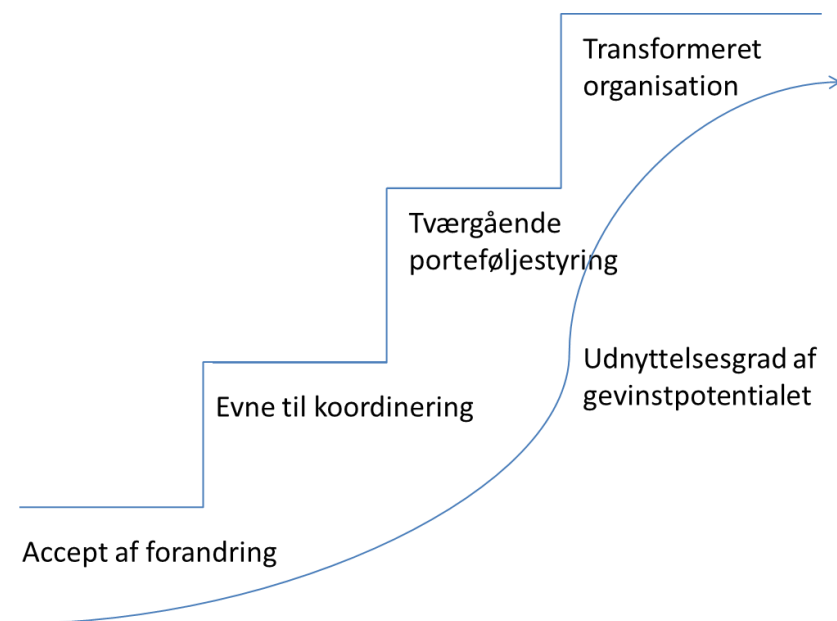 Transformeret
organisation
Tværgående
porteføljestyring
Udnyttelsesgrad af
gevinstpotentialet
Evne til koordinering
Accept af forandring